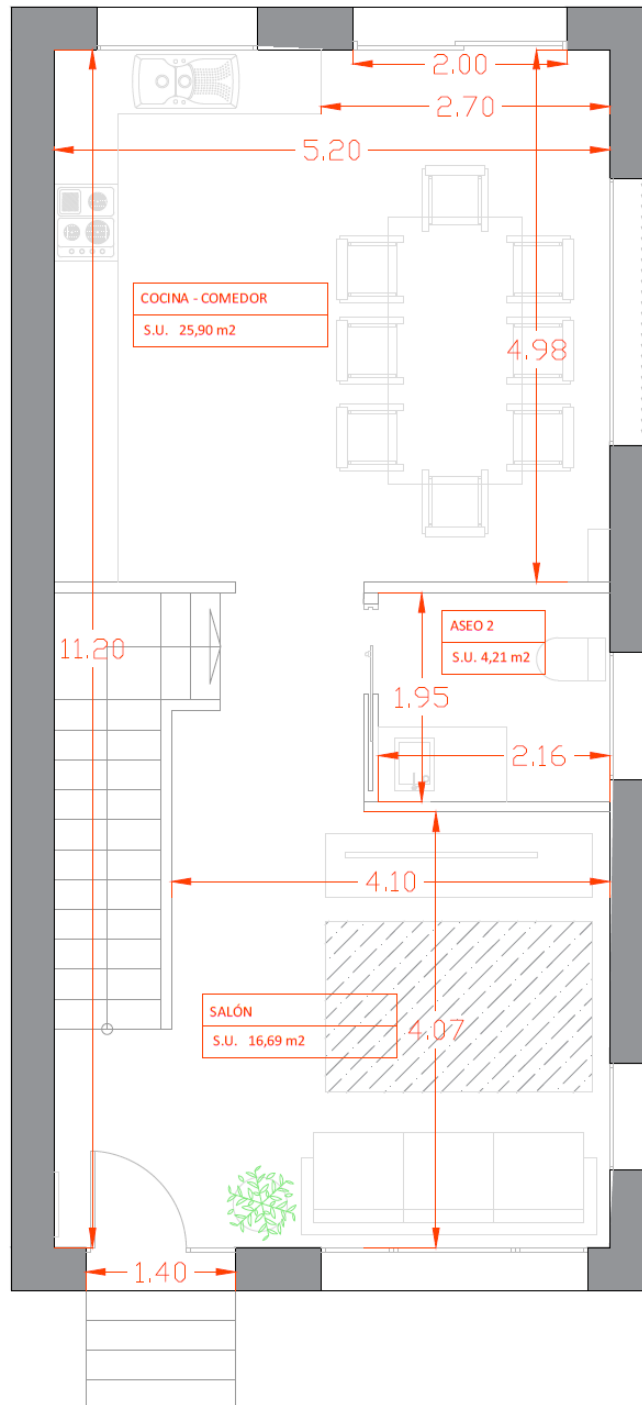 2.00
2.70
5.20
COCINA - COMEDOR
S.U. 25,90 m2
4.98
11.20
ASEO 2
S.U. 4,21 m2
1.95
2.16
4.10
SALÓN
S.U. 16,69 m2
4.07
1.40